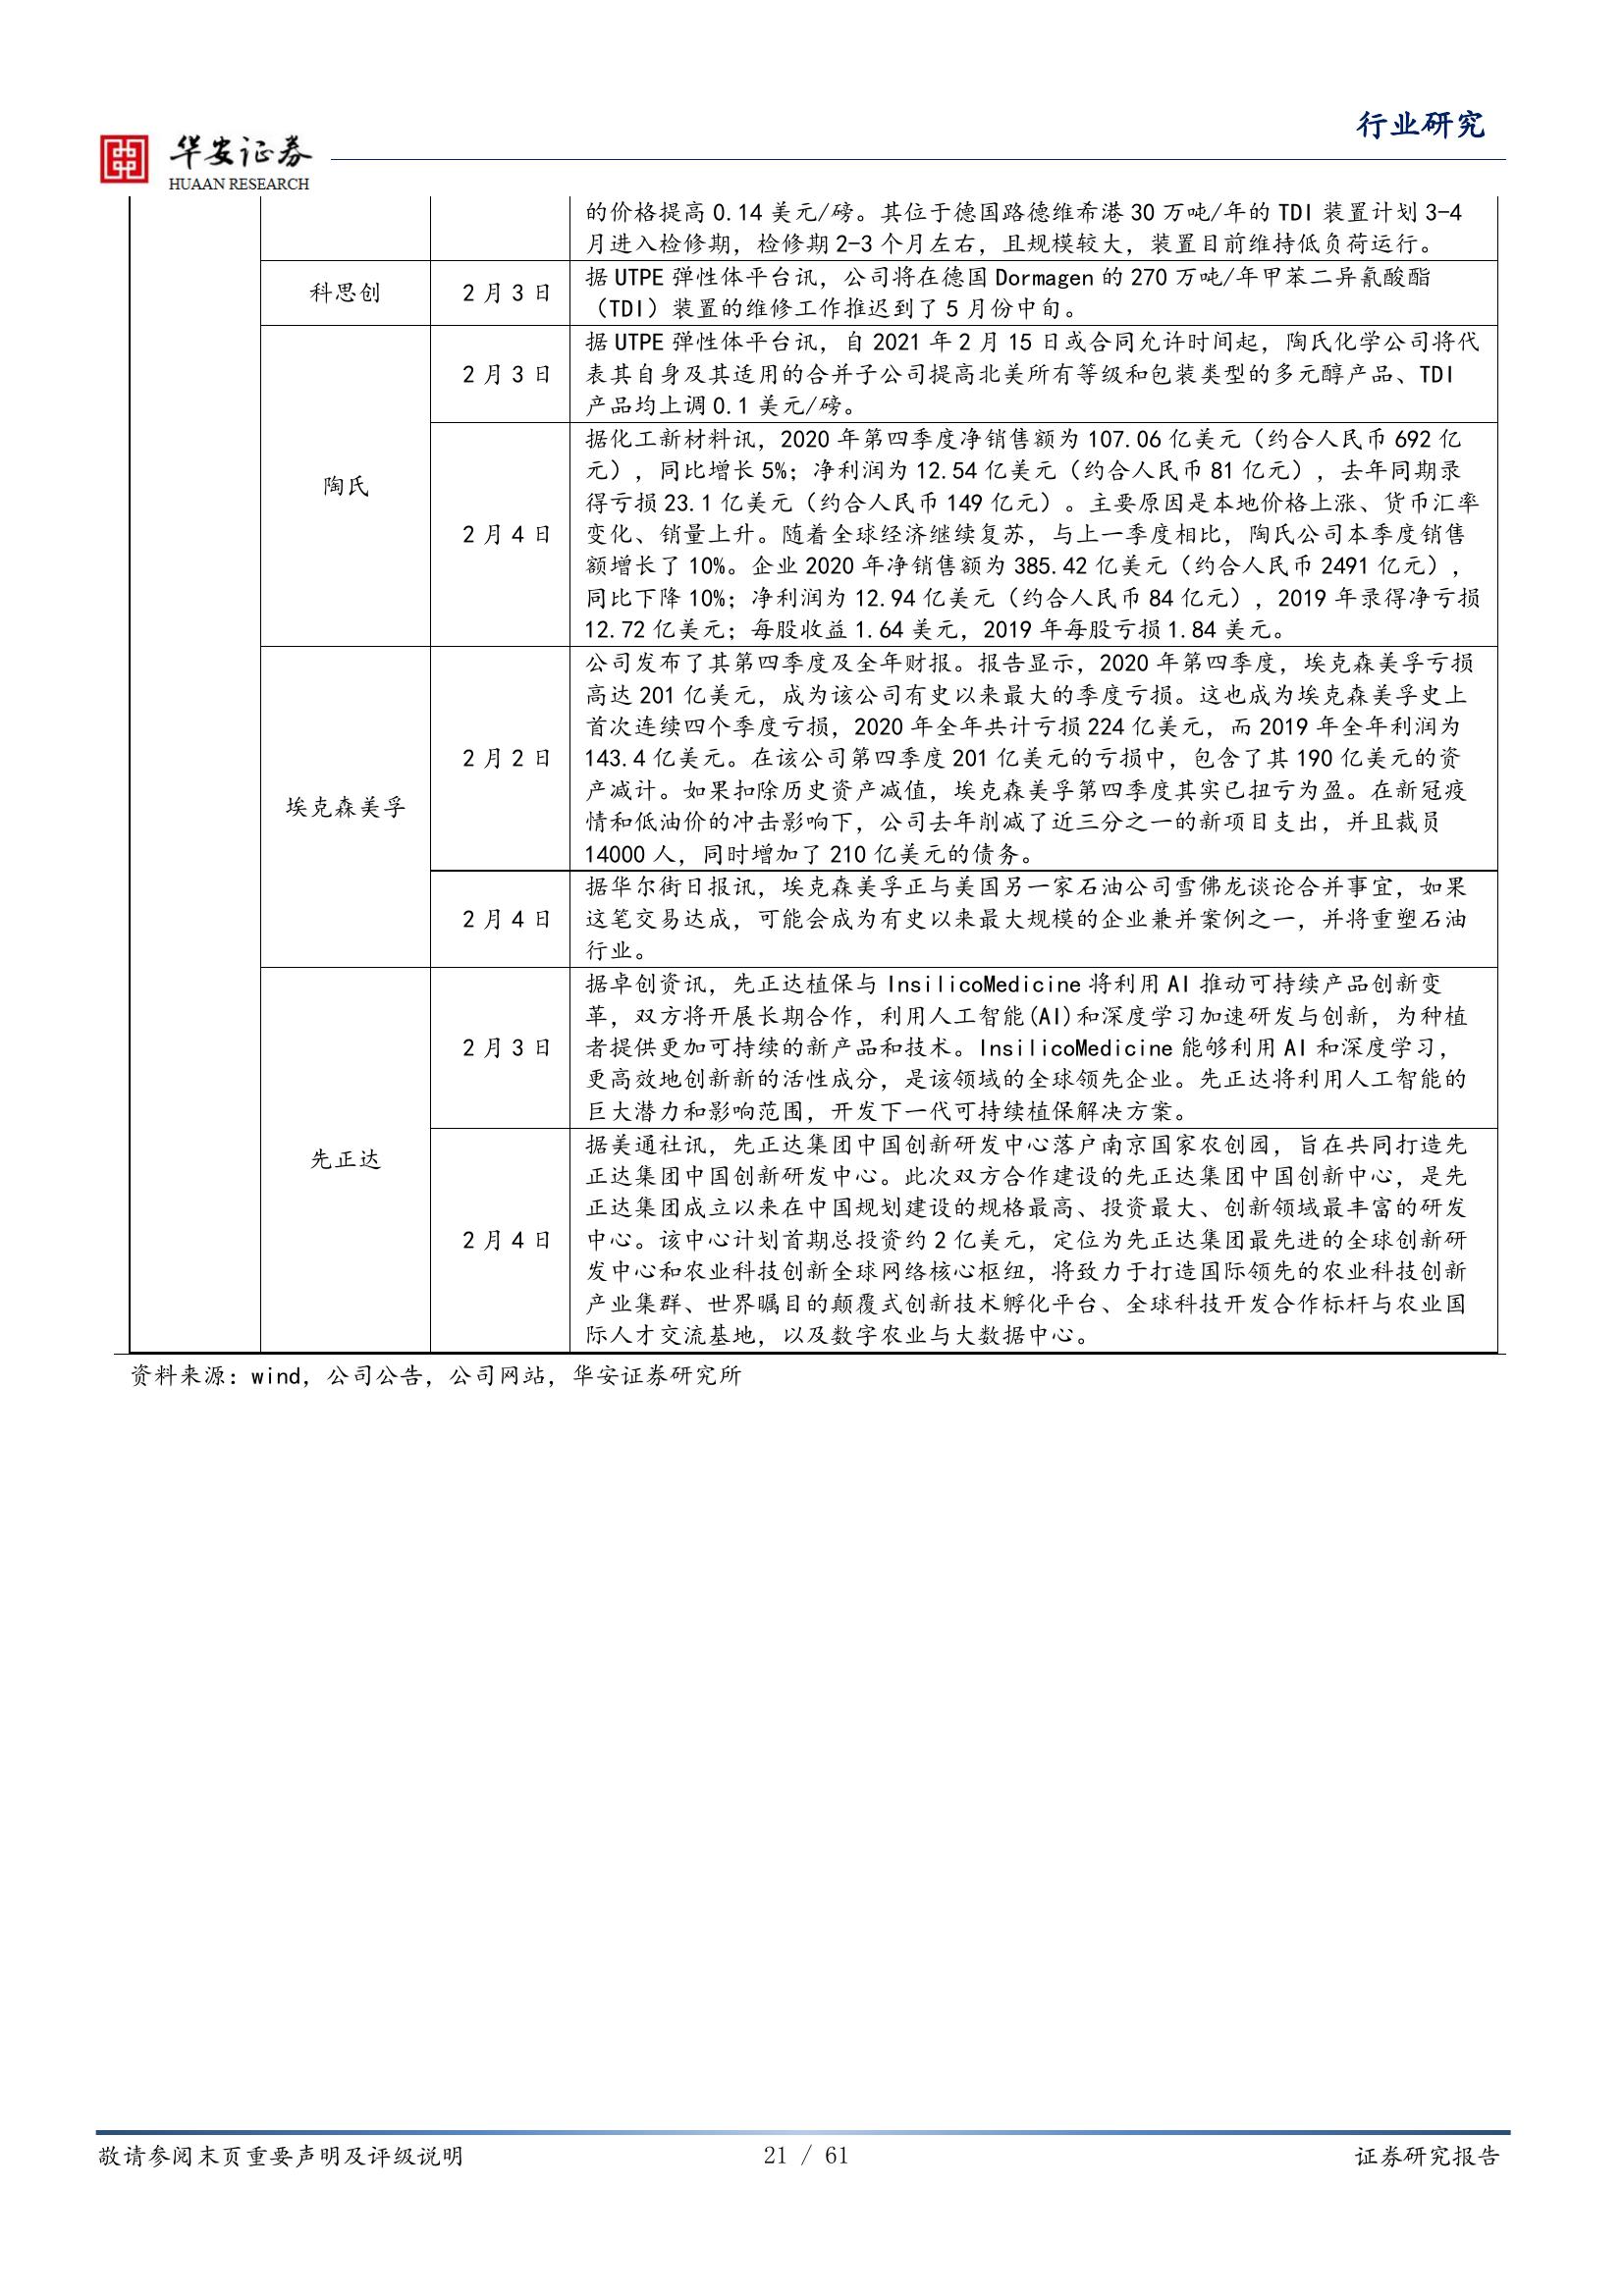 行业研究
华安证券
HUAAN RESEARCH
的价格提高 0.14 美元/磅。其位于德国路德维希港 30 万吨/年的 TDI 装置计划 3-4
月进入检修期，检修期 2-3 个月左右，且规模较大，装置目前维持低负荷运行。
科思创
2 月 3 日
据 UTPE 弹性体平台讯，公司将在德国 Dormagen 的 270 万吨/年甲苯二异氰酸酯
（TDI）装置的维修工作推迟到了 5 月份中旬。
陶氏
2 月 3 日
据 UTPE 弹性体平台讯，自 2021 年 2 月 15 日或合同允许时间起，陶氏化学公司将代
表其自身及其适用的合并子公司提高北美所有等级和包装类型的多元醇产品、TDI
产品均上调 0.1 美元/磅。
2 月 4 日
据化工新材料讯，2020 年第四季度净销售额为 107.06 亿美元（约合人民币 692 亿
元），同比增长 5%；净利润为 12.54 亿美元（约合人民币 81 亿元），去年同期录
得亏损 23.1 亿美元（约合人民币 149 亿元）。主要原因是本地价格上涨、货币汇率
变化、销量上升。随着全球经济继续复苏，与上一季度相比，陶氏公司本季度销售
额增长了 10%。企业 2020 年净销售额为 385.42 亿美元（约合人民币 2491 亿元），
同比下降 10%；净利润为 12.94 亿美元（约合人民币 84 亿元），2019 年录得净亏损
12.72 亿美元；每股收益 1.64 美元，2019 年每股亏损 1.84 美元。
埃克森美孚
2 月 2 日
公司发布了其第四季度及全年财报。报告显示，2020 年第四季度，埃克森美孚亏损
高达 201 亿美元，成为该公司有史以来最大的季度亏损。这也成为埃克森美孚史上
首次连续四个季度亏损，2020 年全年共计亏损 224 亿美元，而 2019 年全年利润为
143.4 亿美元。在该公司第四季度 201 亿美元的亏损中，包含了其 190 亿美元的资
产减计。如果扣除历史资产减值，埃克森美孚第四季度其实已扭亏为盈。在新冠疫
情和低油价的冲击影响下，公司去年削减了近三分之一的新项目支出，并且裁员
14000 人，同时增加了 210 亿美元的债务。
2 月 4 日
据华尔街日报讯，埃克森美孚正与美国另一家石油公司雪佛龙谈论合并事宜，如果
这笔交易达成，可能会成为有史以来最大规模的企业兼并案例之一，并将重塑石油
行业。
先正达
2 月 3 日
据卓创资讯，先正达植保与 InsilicoMedicine 将利用 AI 推动可持续产品创新变
革，双方将开展长期合作，利用人工智能(AI)和深度学习加速研发与创新，为种植
者提供更加可持续的新产品和技术。InsilicoMedicine 能够利用 AI 和深度学习，
更高效地创新新的活性成分，是该领域的全球领先企业。先正达将利用人工智能的
巨大潜力和影响范围，开发下一代可持续植保解决方案。
2 月 4 日
据美通社讯，先正达集团中国创新研发中心落户南京国家农创园，旨在共同打造先
正达集团中国创新研发中心。此次双方合作建设的先正达集团中国创新中心，是先
正达集团成立以来在中国规划建设的规格最高、投资最大、创新领域最丰富的研发
中心。该中心计划首期总投资约 2 亿美元，定位为先正达集团最先进的全球创新研
发中心和农业科技创新全球网络核心枢纽，将致力于打造国际领先的农业科技创新
产业集群、世界瞩目的颠覆式创新技术孵化平台、全球科技开发合作标杆与农业国
际人才交流基地，以及数字农业与大数据中心。
资料来源：wind，公司公告，公司网站，华安证券研究所
敬请参阅末页重要声明及评级说明
21 / 61
证券研究报告